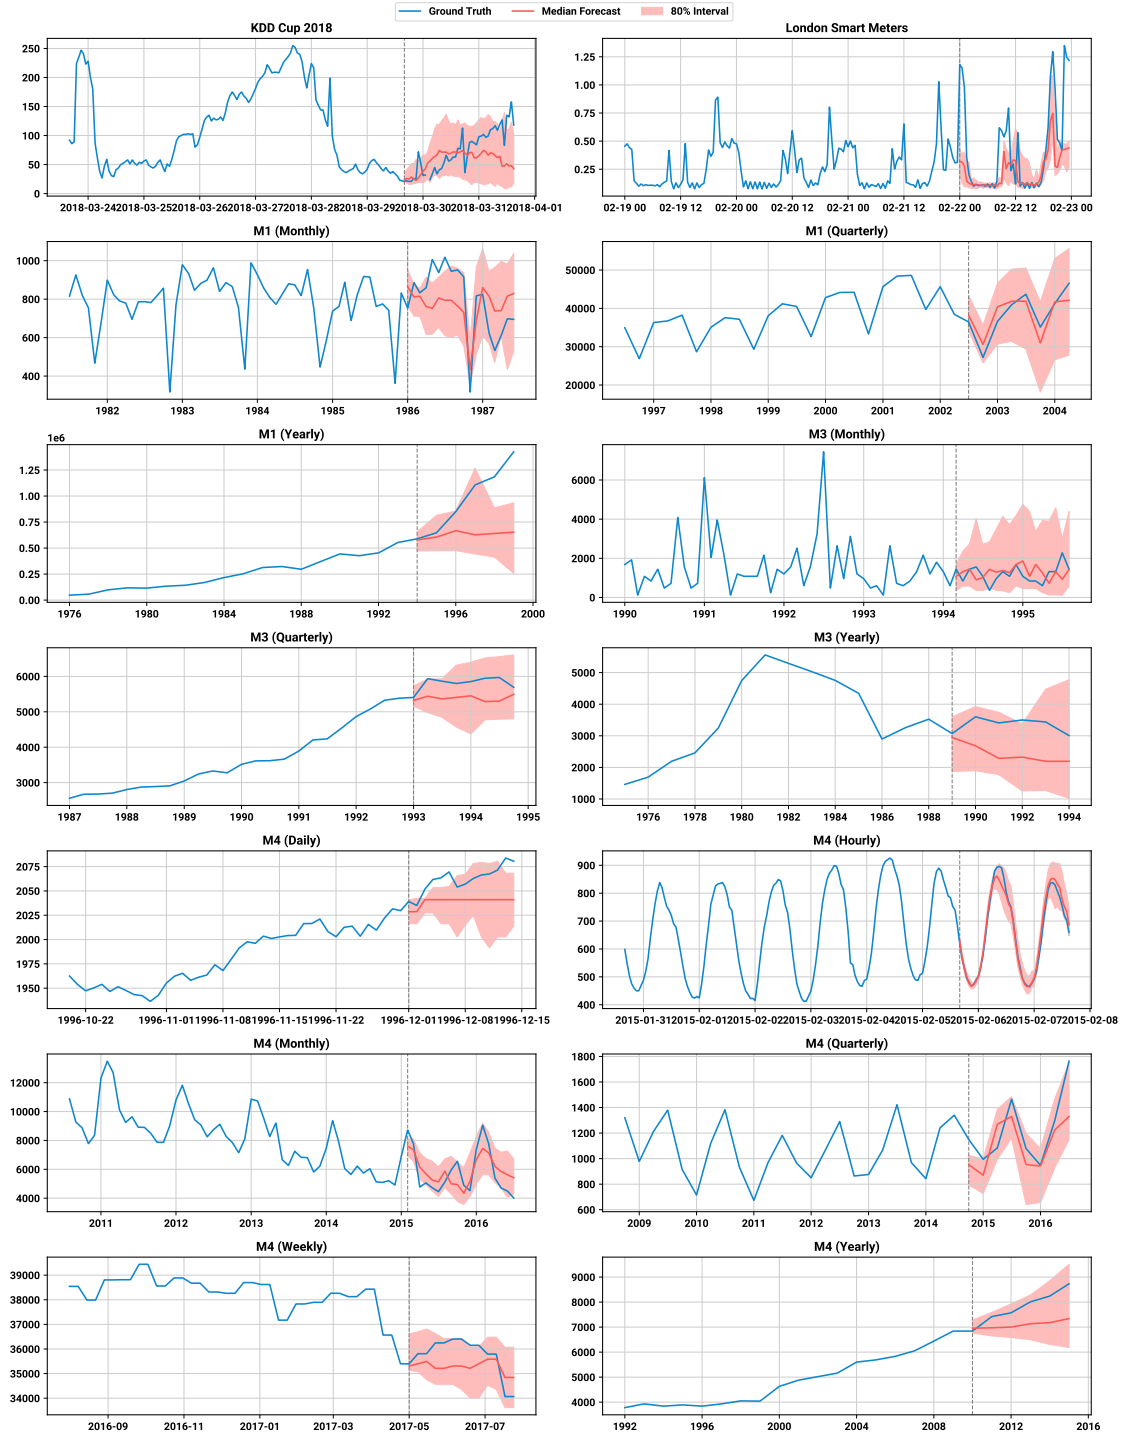 Ground Truth Median Forecast 80% Interval
KDD Cup 2018
250
200
150
100
50
0
2018-03-24 2018-03-25 2018-03-26 2018-03-27 2018-03-28 2018-03-29 2018-03-30 2018-03-31 2018-04-01
London Smart Meters
1.25
1.00
0.75
0.50
0.25
02-19 00 02-19 12 02-20 00 02-20 12 02-21 00 02-21 12 02-22 00 02-22 12 02-23 00
M1 (Monthly)
1000
800
600
400
1982 1983 1984 1985 1986 1987
M1 (Quarterly)
50000
40000
30000
20000
1997 1998 1999 2000 2001 2002 2003 2004
M1 (Yearly)
1e6
1.25
1.00
0.75
0.50
0.25
0.00
1976 1980 1984 1988 1992 1996 2000
M3 (Monthly)
6000
4000
2000
0
1990 1991 1992 1993 1994 1995
M3 (Quarterly)
6000
5000
4000
3000
1987 1988 1989 1990 1991 1992 1993 1994 1995
M3 (Yearly)
5000
4000
3000
2000
1000
1976 1978 1980 1982 1984 1986 1988 1990 1992 1994
M4 (Daily)
2075
2050
2025
2000
1975
1950
1996-10-22 1996-11-01 1996-11-08 1996-11-15 1996-11-22 1996-12-01 1996-12-08 1996-12-15
M4 (Hourly)
900
800
700
600
500
400
2015-01-31 2015-02-01 2015-02-02 2015-02-03 2015-02-04 2015-02-05 2015-02-06 2015-02-07 2015-02-08
M4 (Monthly)
12000
10000
8000
6000
4000
2011 2012 2013 2014 2015 2016
M4 (Quarterly)
1800
1600
1400
1200
1000
800
600
2009 2010 2011 2012 2013 2014 2015 2016
M4 (Weekly)
39000
38000
37000
36000
35000
34000
2016-09 2016-11 2017-01 2017-03 2017-05 2017-07
M4 (Yearly)
9000
8000
7000
6000
5000
4000
1992 1996 2000 2004 2008 2012 2016